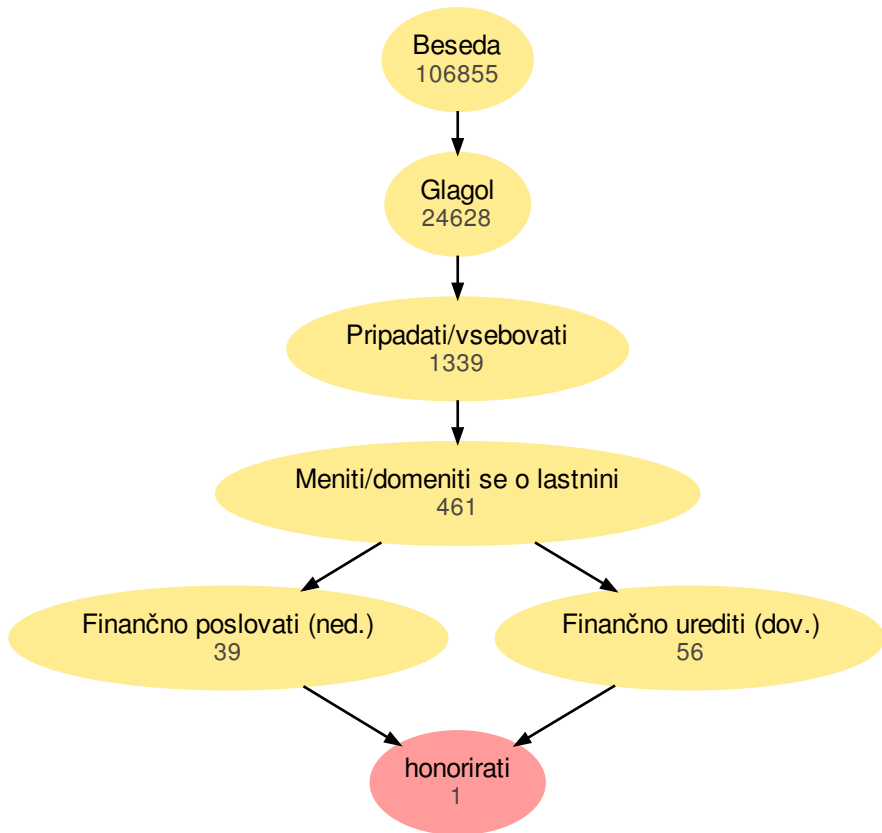 Beseda
106855
Glagol
24628
Pripadati/vsebovati
1339
Meniti/domeniti se o lastnini
461
Finančno poslovati (ned.)
39
Finančno urediti (dov.)
56
honorirati
1